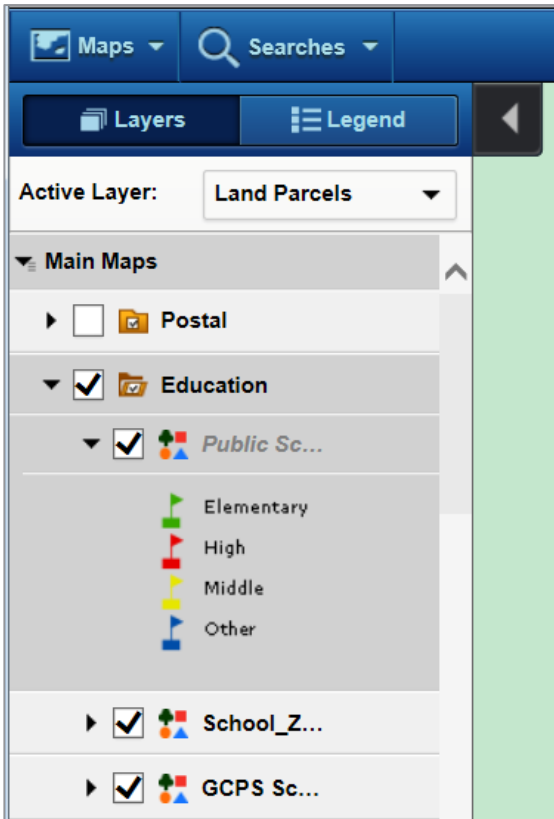 Maps Searches
Layers Legend
Active Layer: Land Parcels
Main Maps
Postal
Education
Public Sc...
Elementary
High
Middle
Other
School_Z...
GCPS Sc...